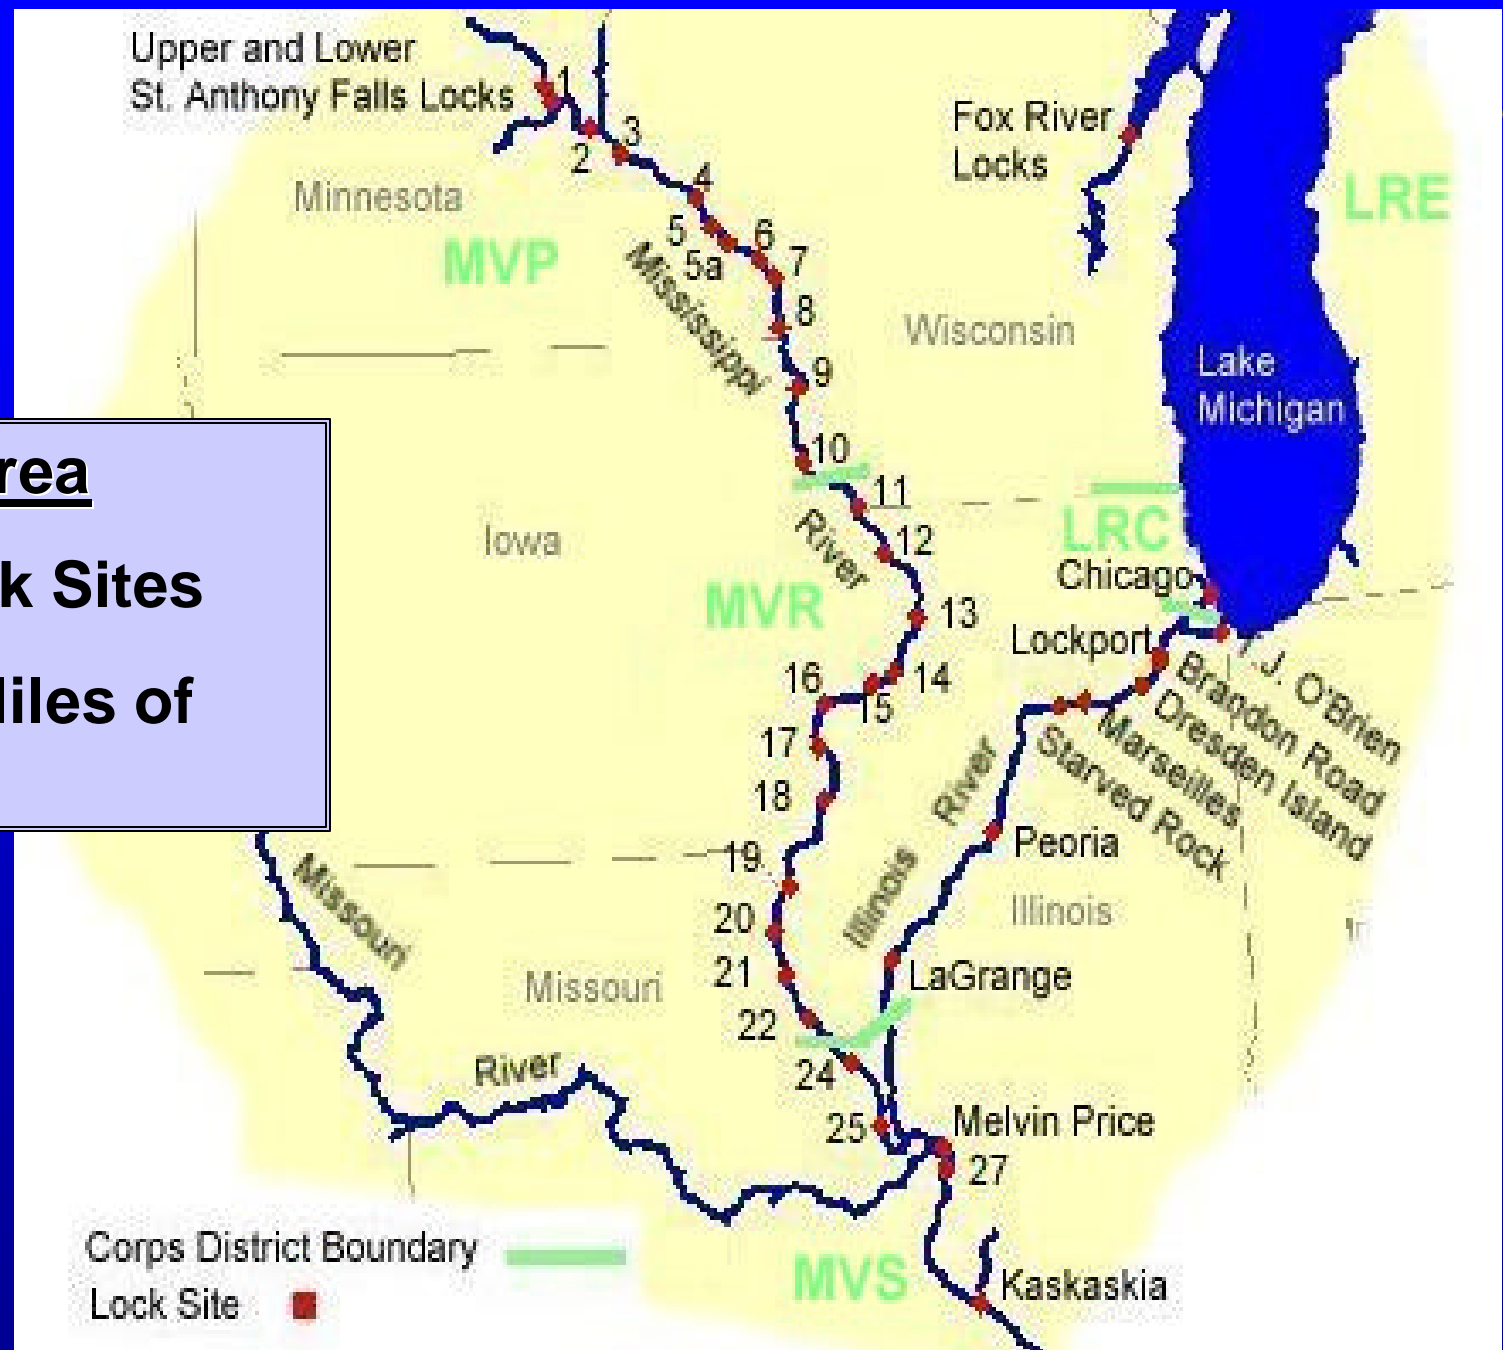 Upper and Lower
St. Anthony Falls Locks
1
2
3
4
5
5a
6
7
8
9
10
11
12
13
14
15
16
17
18
19
20
21
22
24
25
27
Minnesota
MVP
Mississippi
River
Fox River
Locks
LRE
Wisconsin
Lake
Michigan
rea
k Sites
iles of
Iowa
MVR
LRC
Chicago
Lockport
T.J. O'Brien
Brandon Road
Dresden Island
Marseilles
Starved Rock
Illinois River
Peoria
Illinois
LaGrange
Missouri
River
Missouri
Melvin Price
MVS
Kaskaskia
Corps District Boundary
Lock Site